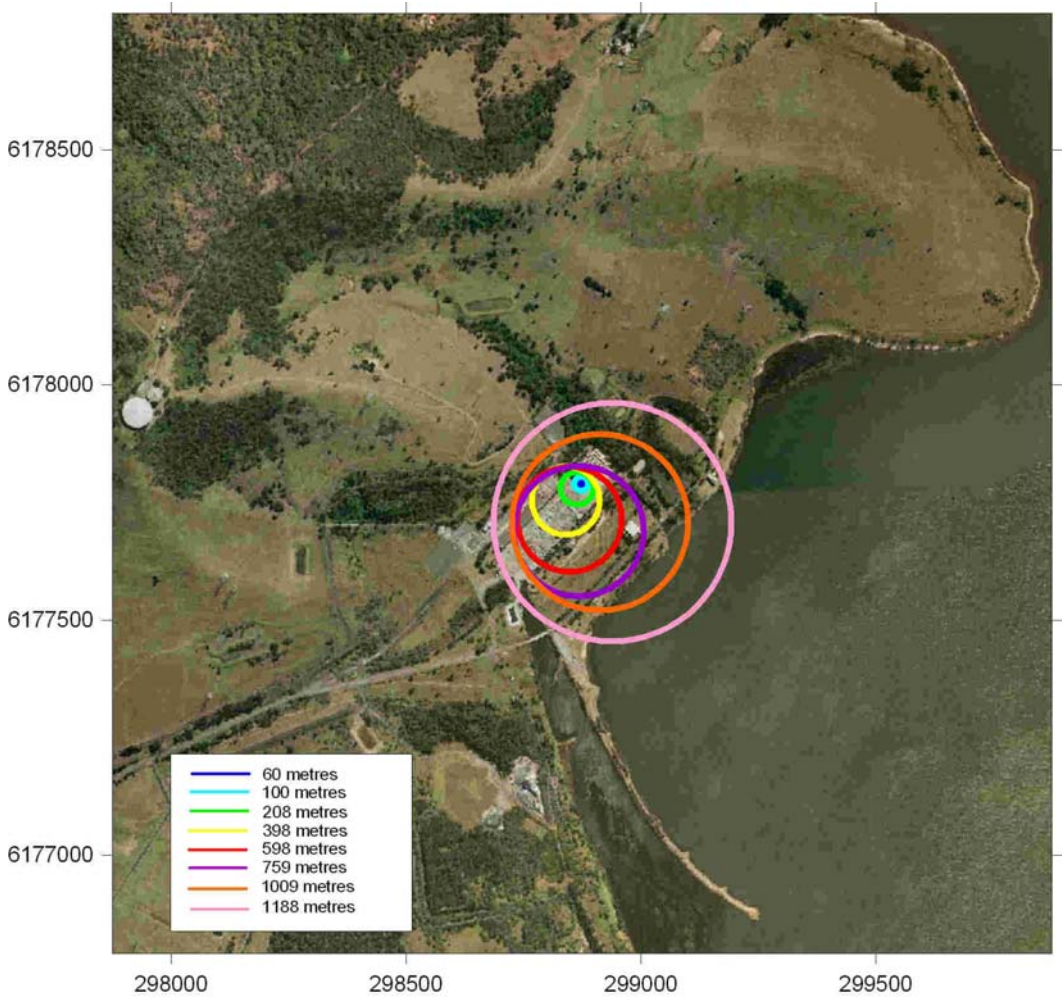 6178500
6178000
6177500
6177000
60 metres
100 metres
208 metres
398 metres
598 metres
759 metres
1009 metres
1188 metres
298000
298500
299000
299500